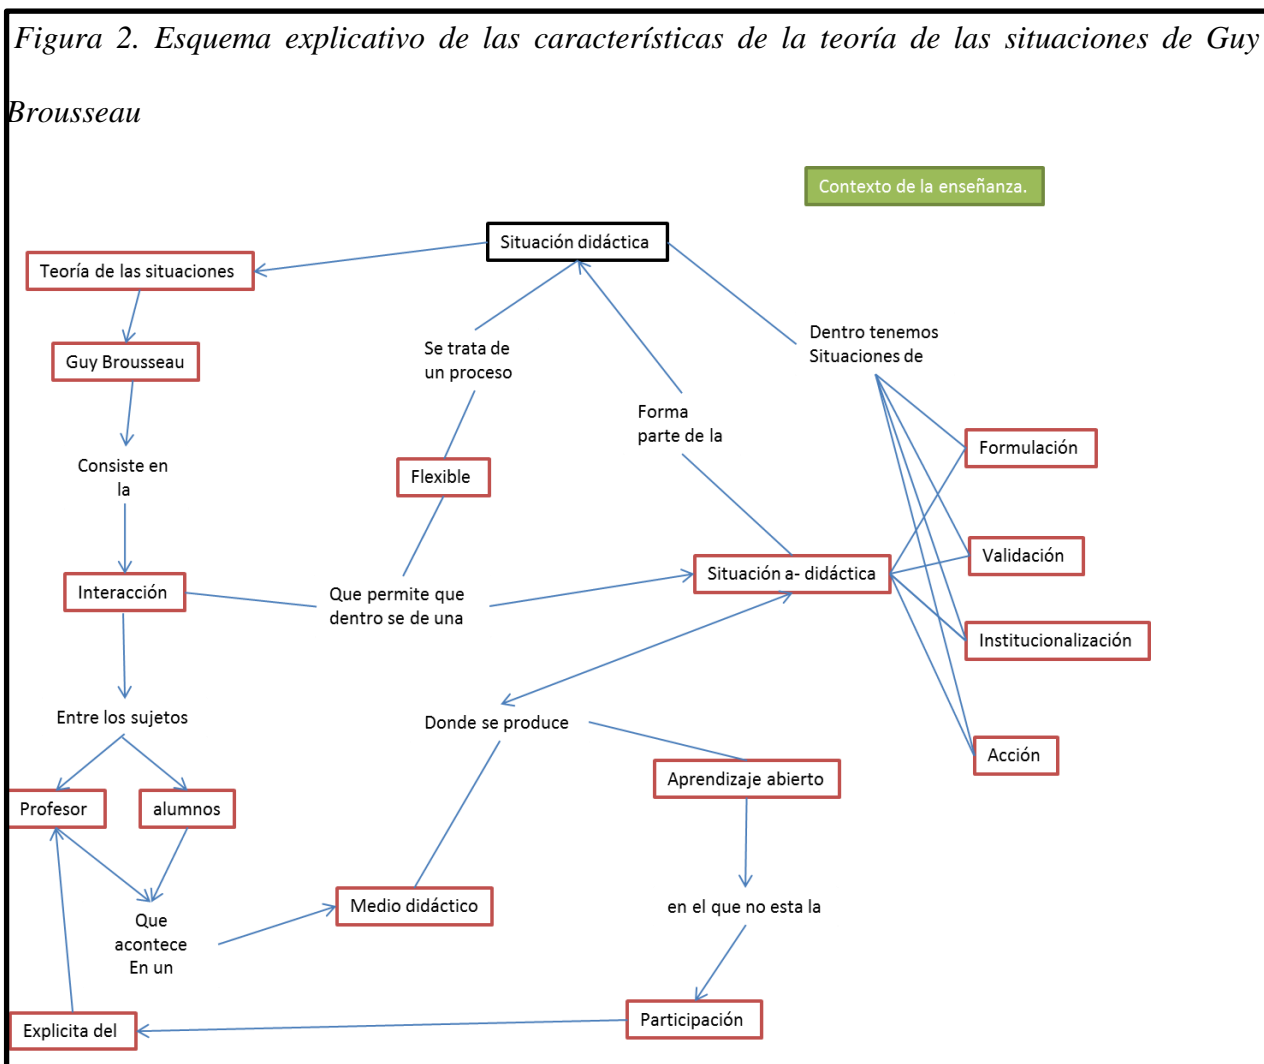 Figura 2. Esquema explicativo de las características de la teoría de las situaciones de Guy
Brousseau
Contexto de la enseñanza.
Situación didáctica
Teoría de las situaciones
Dentro tenemos
Situaciones de
Guy Brousseau
Se trata de
un proceso
Forma
parte de la
Formulación
Consiste en
la
Flexible
Validación
Situación a- didáctica
Interacción
Que permite que
dentro se de una
Institucionalización
Entre los sujetos
Donde se produce
Acción
Aprendizaje abierto
Profesor
alumnos
Medio didáctico
en el que no esta la
Que
acontece
En un
Participación
Explicita del